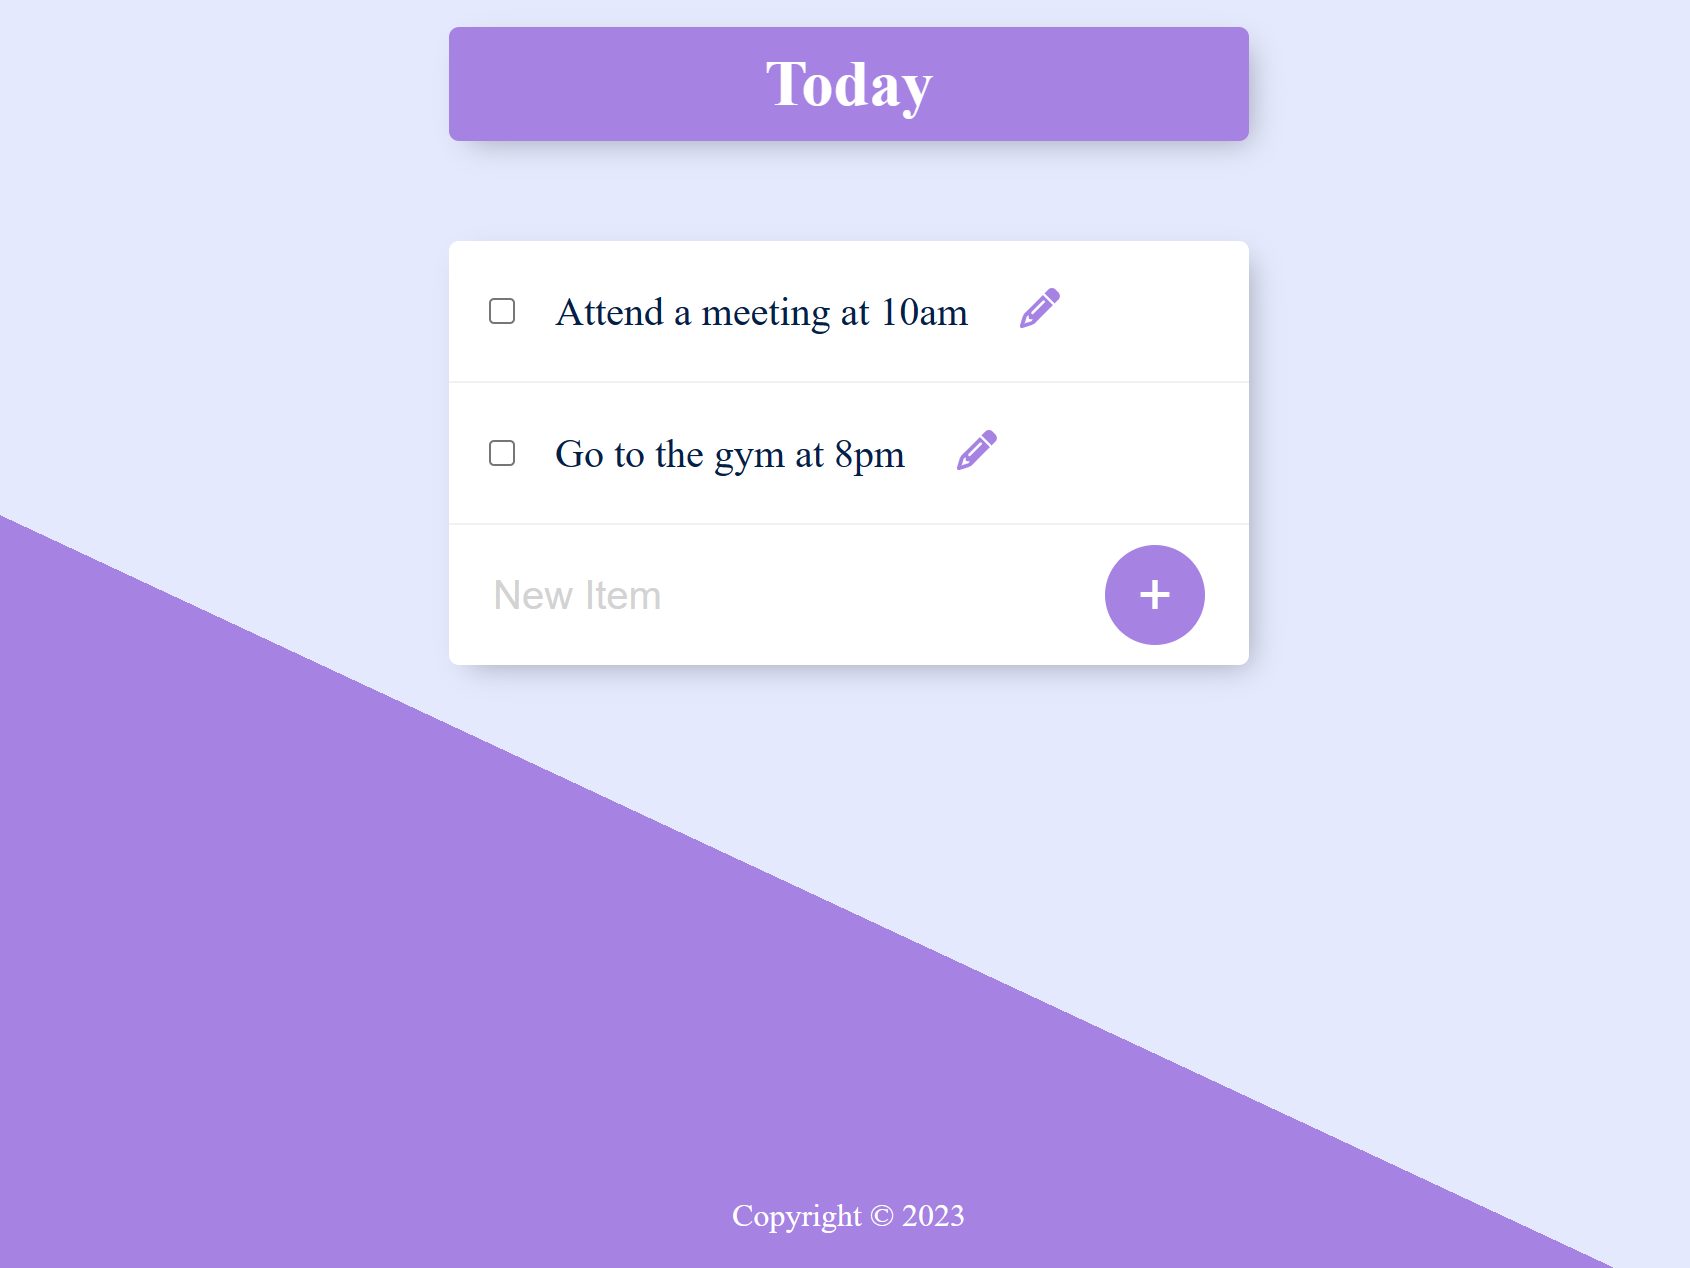 Today
Attend a meeting at 10am
Go to the gym at 8pm
New Item
+
Copyright © 2023